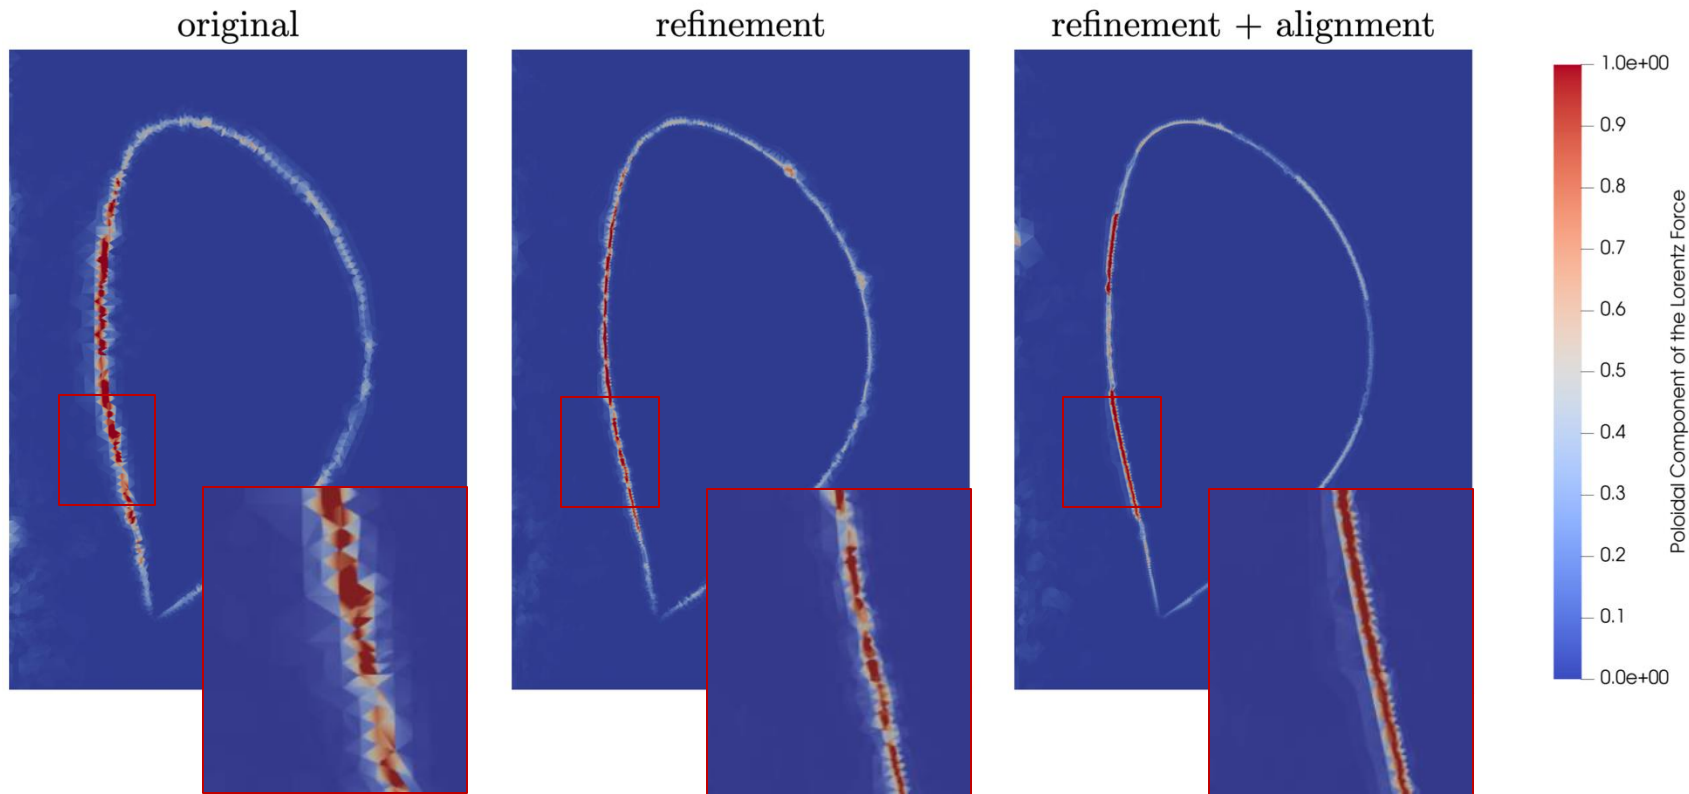 original
refinement
refinement + alignment
1.0e+00
0.9
0.8
0.7
0.6
0.5
0.4
0.3
0.2
0.1
0.0e+00
Poloidal Component of the Lorentz Force